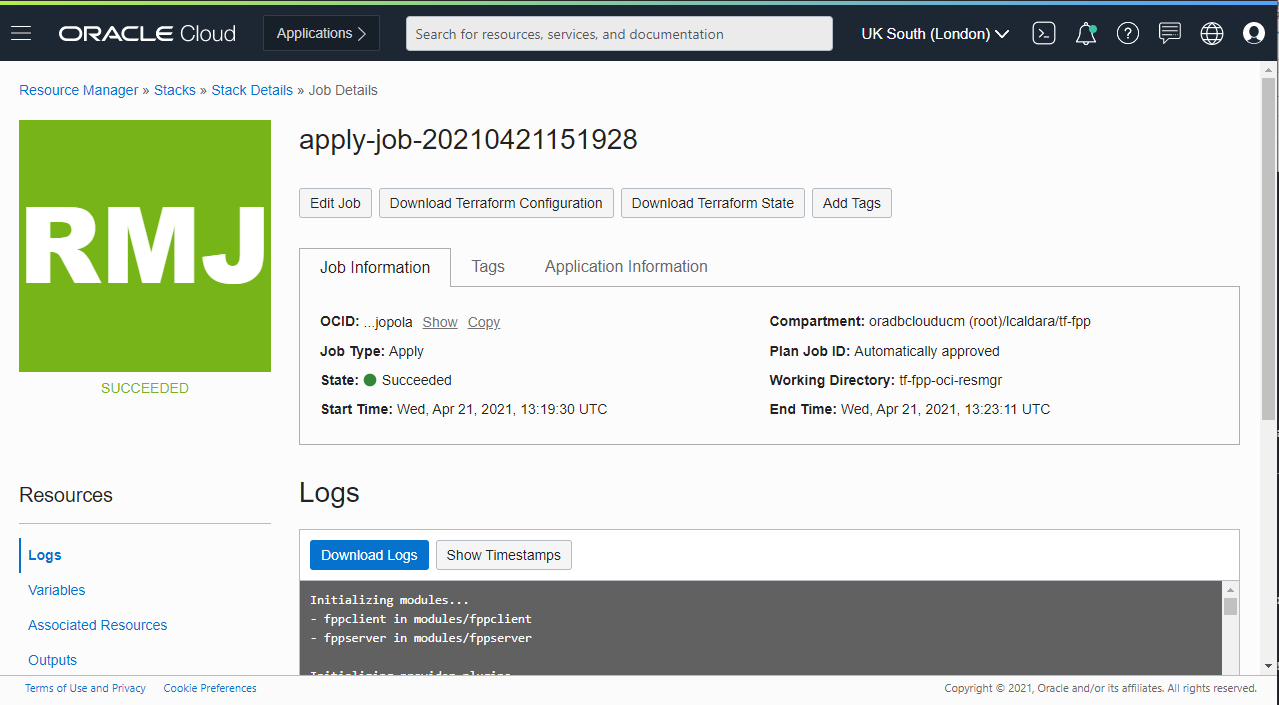 ORACLE Cloud
Applications
Search for resources, services, and documentation
UK South (London)
Resource Manager » Stacks » Stack Details » Job Details
RMJ
SUCCEEDED
apply-job-20210421151928
Edit Job
Download Terraform Configuration
Download Terraform State
Add Tags
Job Information
Tags
Application Information
OCID: ...jopola Show Copy
Job Type: Apply
State: Succeeded
Start Time: Wed, Apr 21, 2021, 13:19:30 UTC
Compartment: oradbclouducm (root)/lcaldara/tf-fpp
Plan Job ID: Automatically approved
Working Directory: tf-fpp-oci-resmgr
End Time: Wed, Apr 21, 2021, 13:23:11 UTC
Resources
Logs
Variables
Associated Resources
Outputs
Logs
Download Logs
Show Timestamps
Initializing modules...
- fppclient in modules/fppclient
- fppserver in modules/fppserver
Initializing provider plugins
Terms of Use and Privacy
Cookie Preferences
Copyright © 2021, Oracle and/or its affiliates. All rights reserved.